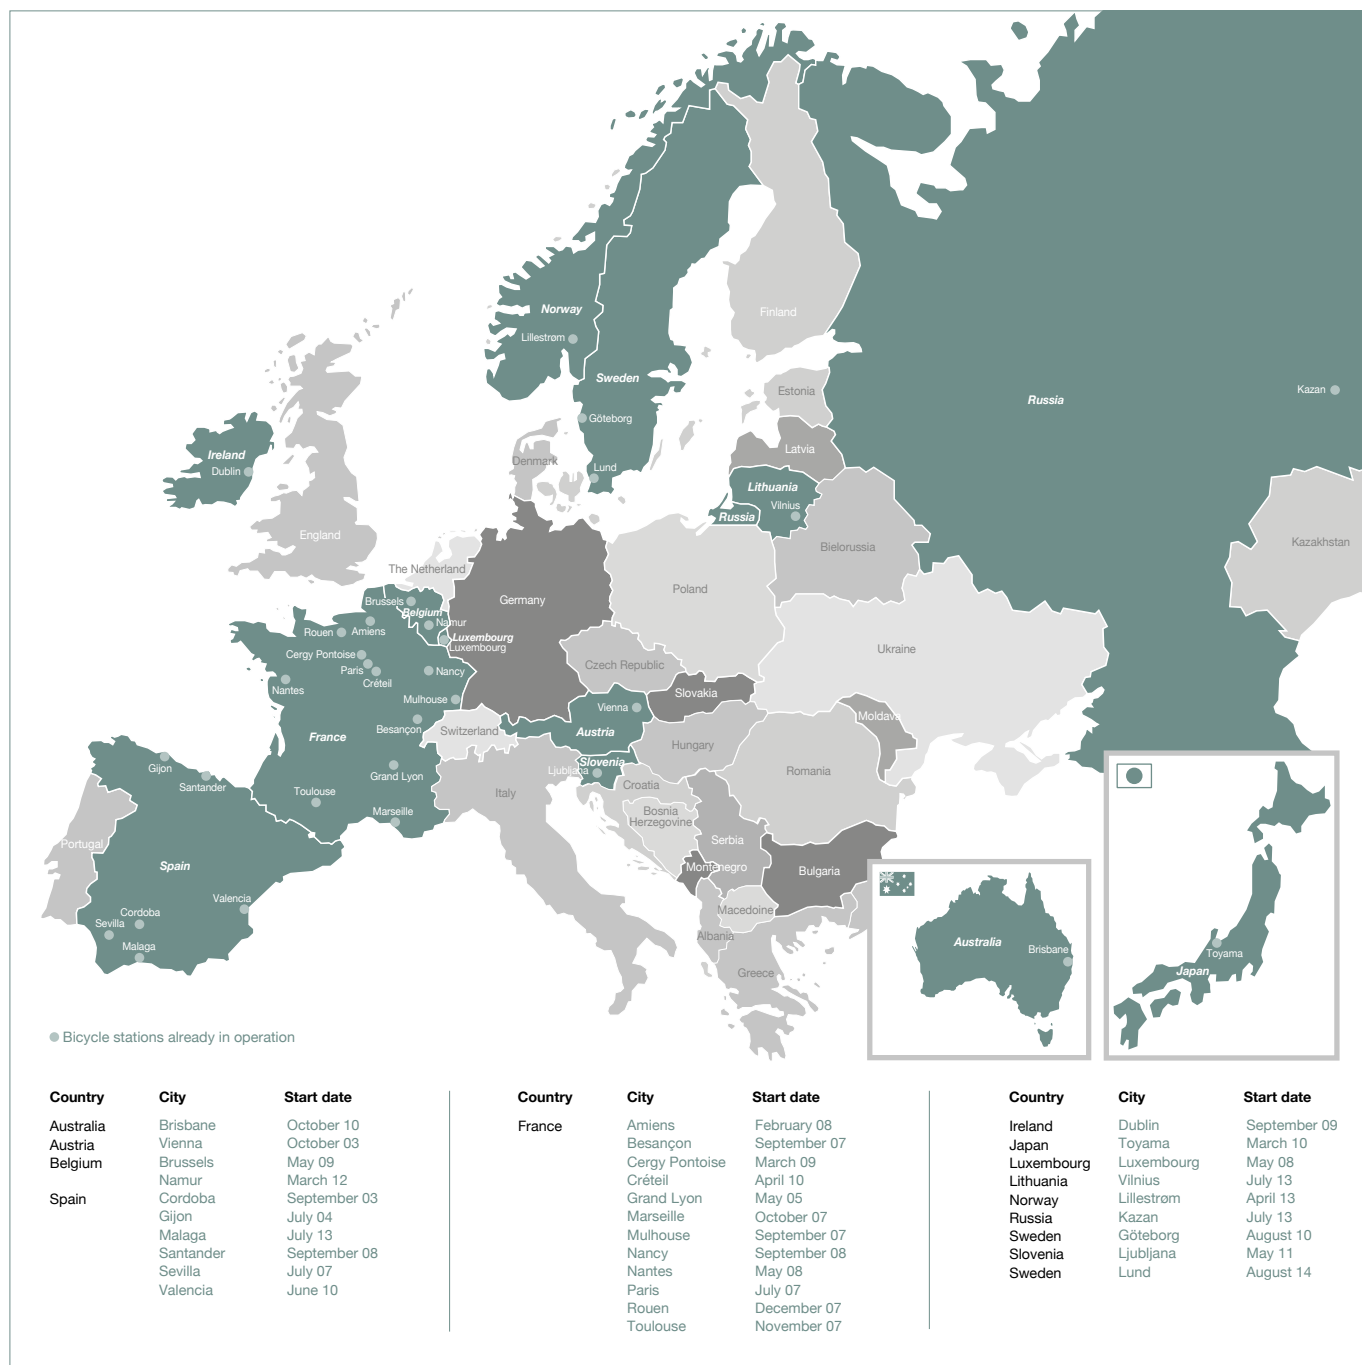 Norway
Lillestrøm
Finland
Sweden
Göteborg
Lund
Russia
Kazan
Estonia
Latvia
Lithuania
Vilnius
Russia
Ireland
Dublin
Denmark
England
The Netherland
Germany
Poland
Bielorussia
Kazakhstan
Brussels
Belgium
Namur
Luxembourg
Luxembourg
Rouen
Amiens
Cergy Pontoise
Paris
Créteil
Nancy
Nantes
Mulhouse
Besançon
France
Grand Lyon
Toulouse
Marseille
Czech Republic
Slovakia
Ukraine
Moldava
Vienna
Austria
Switzerland
Hungary
Slovenia
Ljubljana
Romania
Italy
Croatia
Bosnia
Herzegovine
Serbia
Montenegro
Bulgaria
Macedoine
Albania
Greece
Gijon
Santander
Portugal
Spain
Valencia
Cordoba
Sevilla
Malaga
Australia
Brisbane
Toyama
Japan
Bicycle stations already in operation
Country City Start date
Australia Brisbane October 10
Austria Vienna October 03
Belgium Brussels May 09
Namur March 12
Spain Cordoba September 03
Gijon July 04
Malaga July 13
Santander September 08
Sevilla July 07
Valencia June 10
Country City Start date
France Amiens February 08
Besançon September 07
Cergy Pontoise March 09
Créteil April 10
Grand Lyon May 05
Marseille October 07
Mulhouse September 07
Nancy September 08
Nantes May 08
Paris July 07
Rouen December 07
Toulouse November 07
Country City Start date
Ireland Dublin September 09
Japan Toyama March 10
Luxembourg Luxembourg May 08
Lithuania Vilnius July 13
Norway Lillestrøm April 13
Russia Kazan July 13
Sweden Göteborg August 10
Slovenia Ljubljana May 11
Sweden Lund August 14